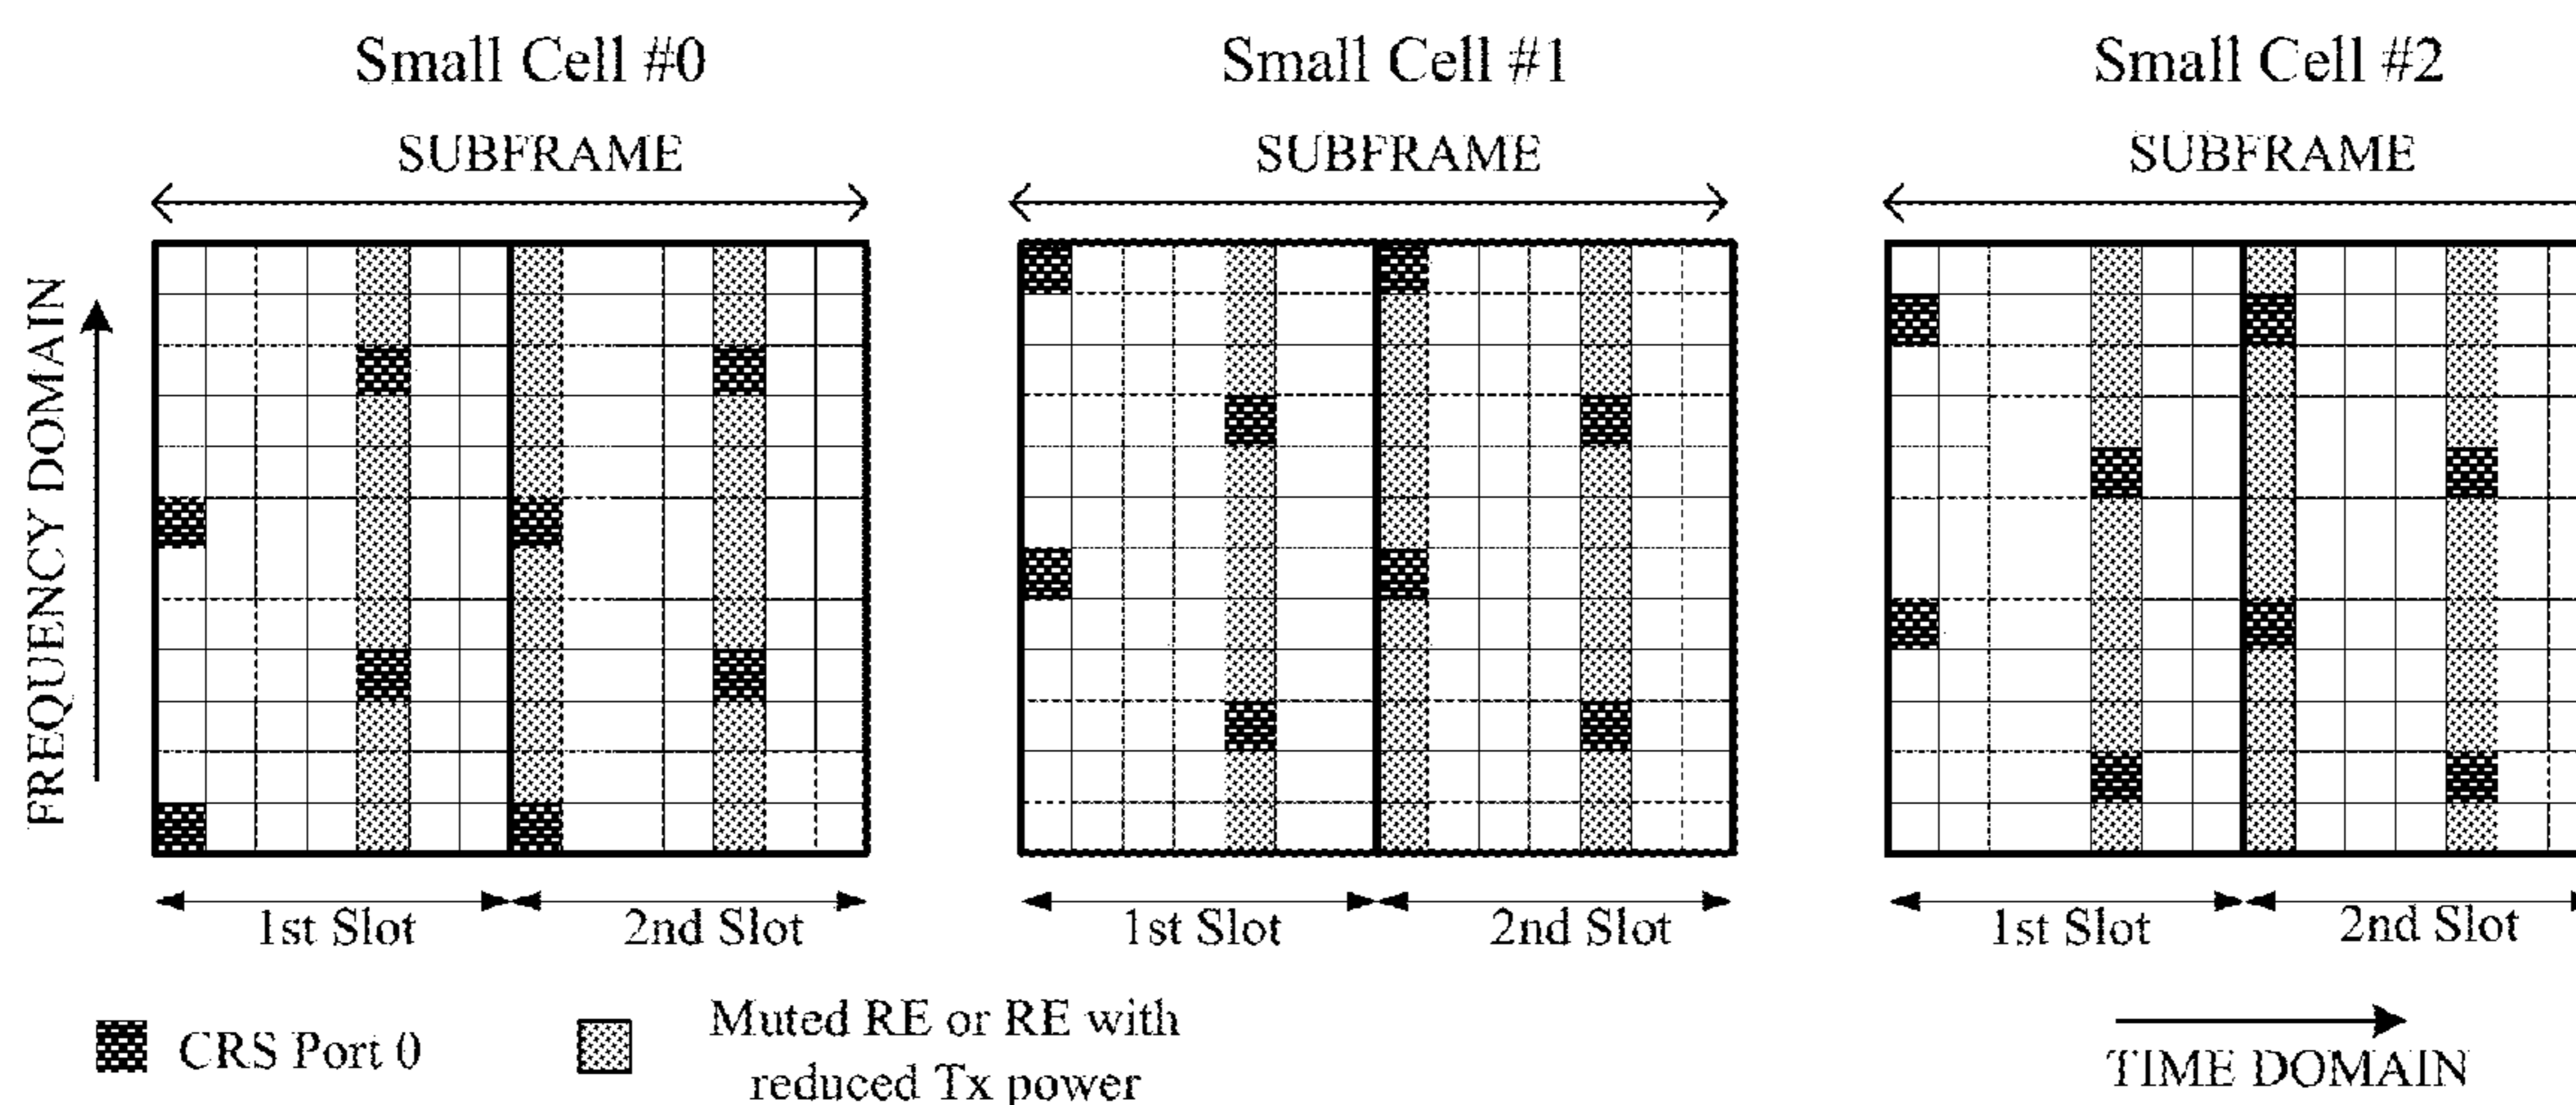 Small Cell #0
Small Cell #1
Small Cell #2
SUBFRAME
SUBFRAME
SUBFRAME
FREQUENCY DOMAIN
1st Slot
2nd Slot
1st Slot
2nd Slot
1st Slot
2nd Slot
CRS Port 0
Muted RE or RE with
reduced Tx power
TIME DOMAIN